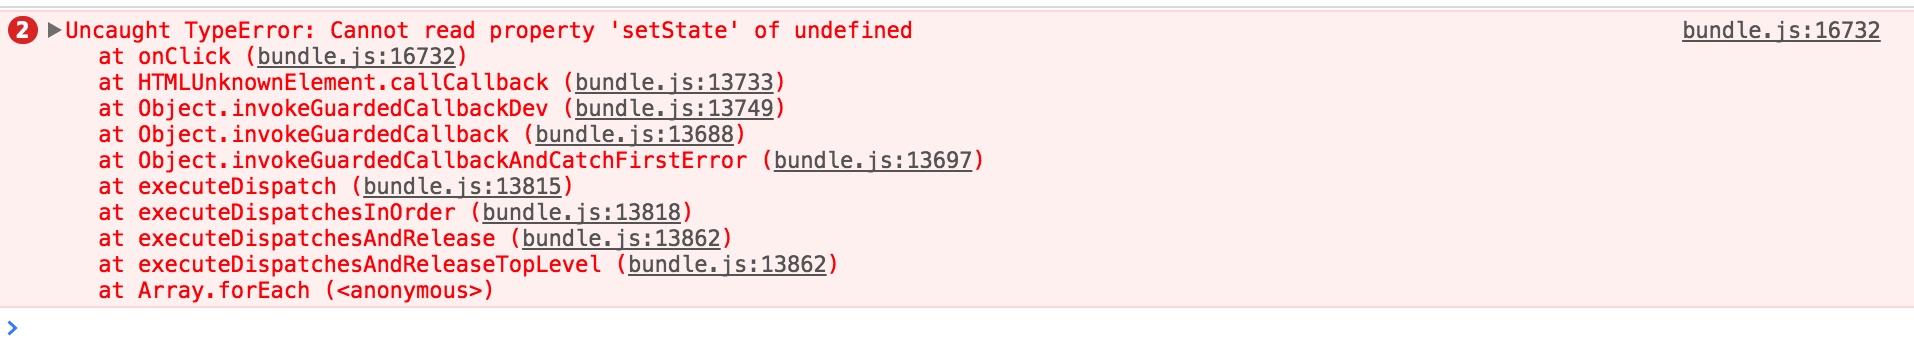 2 ▶Uncaught TypeError: Cannot read property 'setState' of undefined bundle.js:16732
at onClick (bundle.js:16732)
at HTMLUnknownElement.callCallback (bundle.js:13733)
at Object.invokeGuardedCallbackDev (bundle.js:13749)
at Object.invokeGuardedCallback (bundle.js:13688)
at Object.invokeGuardedCallbackAndCatchFirstError (bundle.js:13697)
at executeDispatch (bundle.js:13815)
at executeDispatchesInOrder (bundle.js:13818)
at executeDispatchesAndRelease (bundle.js:13862)
at executeDispatchesAndReleaseTopLevel (bundle.js:13862)
at Array.forEach (<anonymous>)